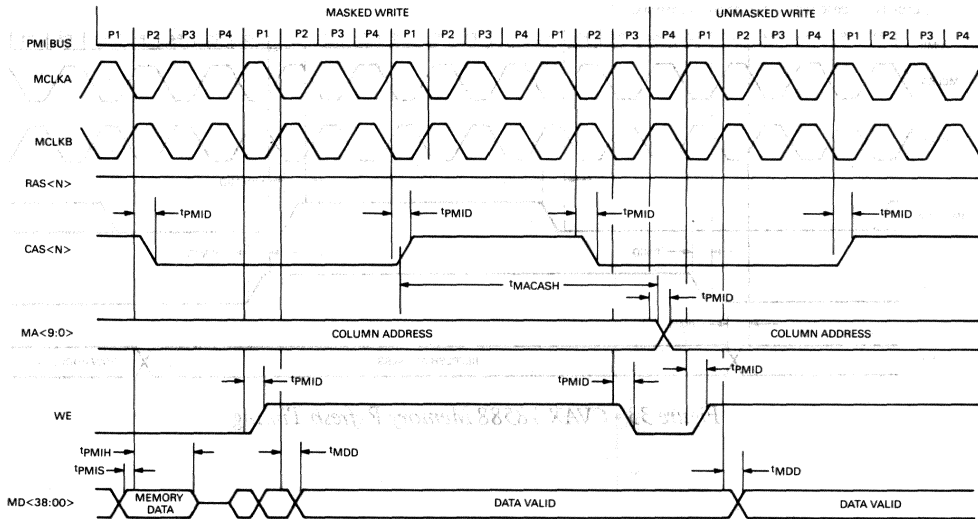 MASKED WRITE UNMASKED WRITE
PMI BUS P1 P2 P3 P4 P1 P2 P3 P4 P1 P2 P3 P4 P1 P2 P3 P4 P1 P2 P3 P4 P1 P2 P3 P4
MCLKA
MCLKB
RAS<N>
tPMID tPMID tPMID tPMID
CAS<N>
tMACASH
tPMID
MA<9:0> COLUMN ADDRESS COLUMN ADDRESS
tPMID tPMID tPMID
WE
tPMIH tMDD
tPMIS tMDD
MD<38:00> MEMORY DATA DATA VALID DATA VALID